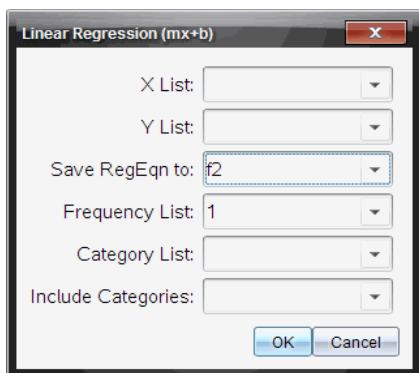 Linear Regression (mx+b)
X List:
Y List:
Save RegEqn to: f2
Frequency List: 1
Category List:
Include Categories:
OK Cancel